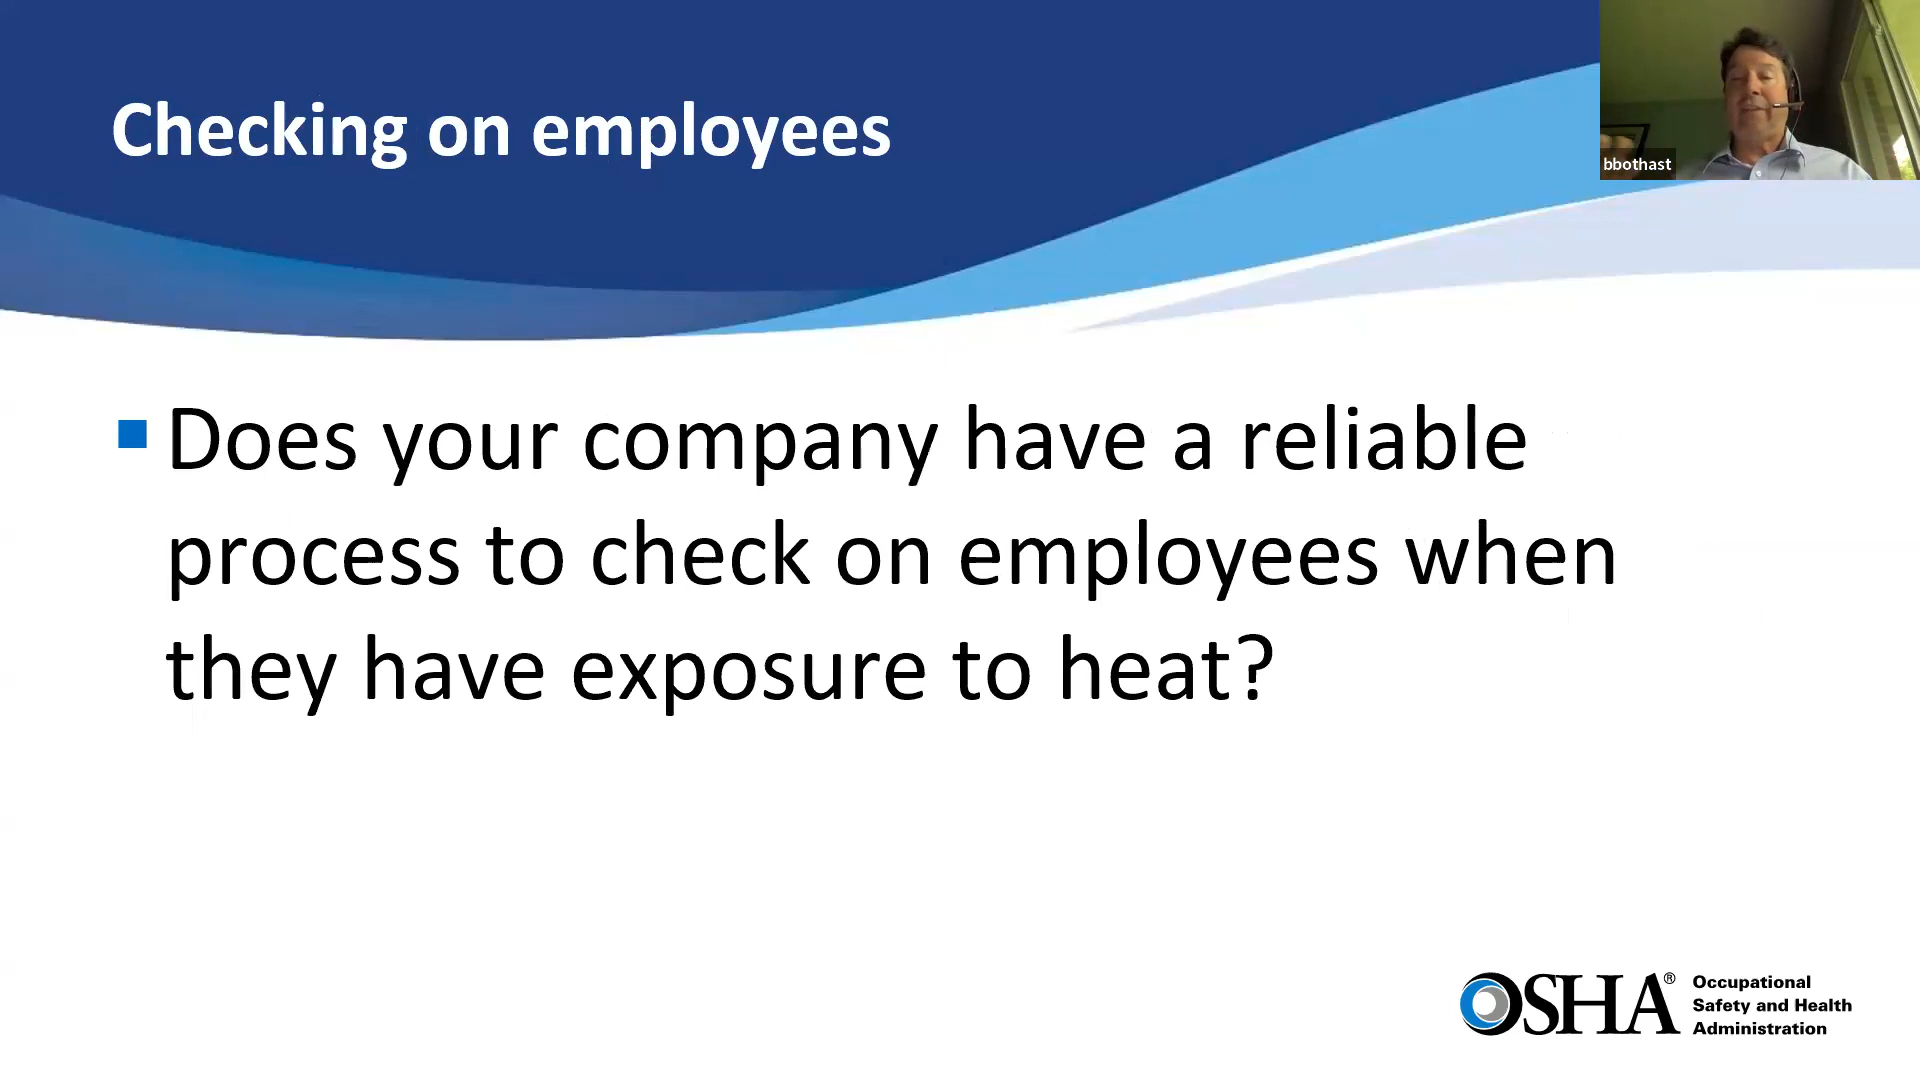 Checking on employees
bbothast
▪ Does your company have a reliable
process to check on employees when
they have exposure to heat?
OSHA® Occupational
Safety and Health
Administration